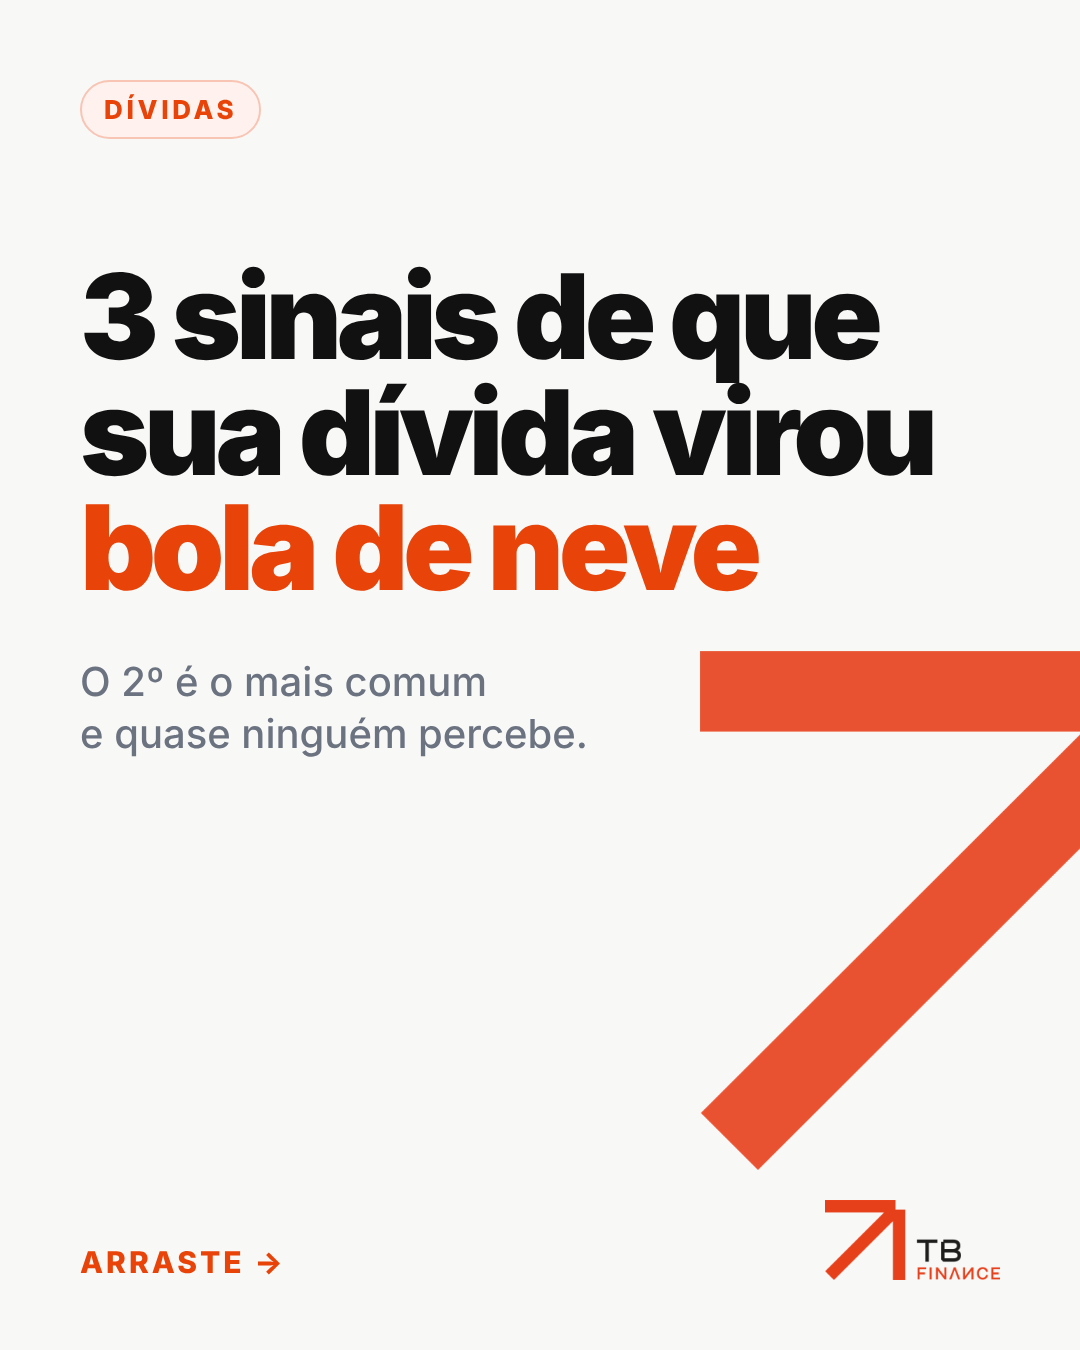 DÍVIDAS
3 sinais de que
sua dívida virou
bola de neve
O 2º é o mais comum
e quase ninguém percebe.
ARRASTE →
TB
FINANCE